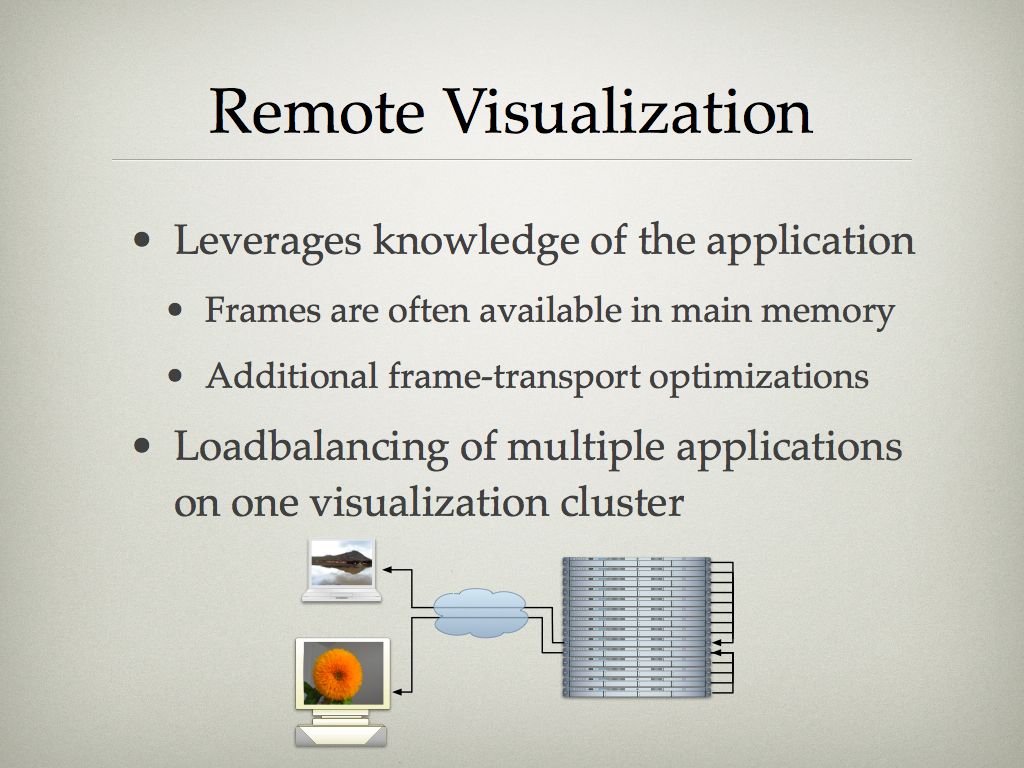 Remote Visualization
• Leverages knowledge of the application
• Frames are often available in main memory
• Additional frame-transport optimizations
• Loadbalancing of multiple applications
on one visualization cluster